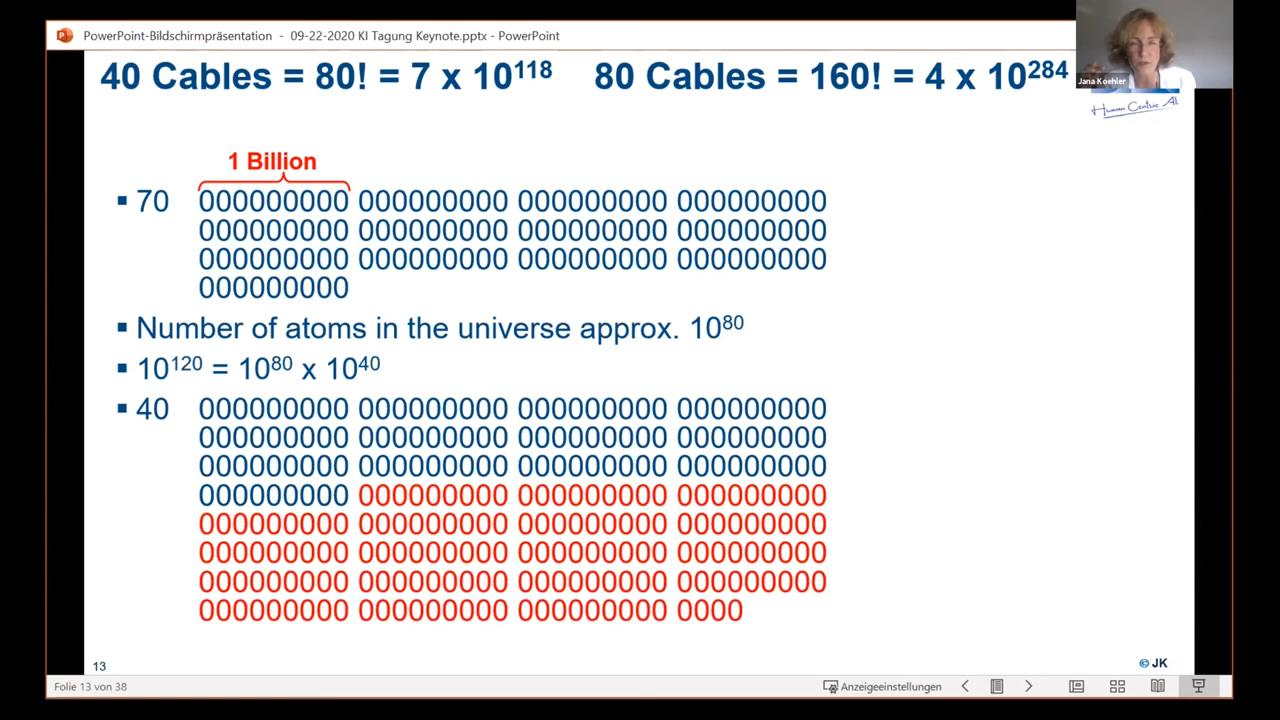 PowerPoint-Bildschirmpräsentation - 09-22-2020 KI Tagung Keynote.pptx - PowerPoint
40 Cables = 80! = 7 x 10¹¹⁸ 80 Cables = 160! = 4 x 10²⁸⁴
Jana Koehler
Human Centric AI
1 Billion
▪ 70 000000000 000000000 000000000 000000000
000000000 000000000 000000000 000000000
000000000 000000000 000000000 000000000
000000000
▪ Number of atoms in the universe approx. 10⁸⁰
▪ 10¹²⁰ = 10⁸⁰ x 10⁴⁰
▪ 40 000000000 000000000 000000000 000000000
000000000 000000000 000000000 000000000
000000000 000000000 000000000 000000000
000000000 000000000 000000000 000000000
000000000 000000000 000000000 000000000
000000000 000000000 000000000 000000000
000000000 000000000 000000000 000000000
000000000 000000000 000000000 0000
13
© JK
Folie 13 von 38
Anzeigeeinstellungen